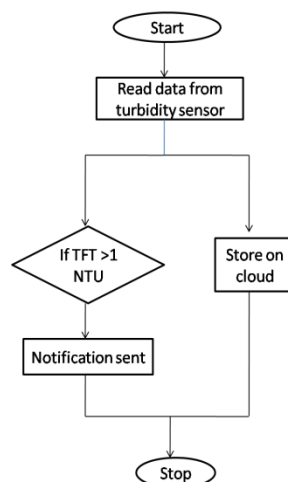 Start
Read data from
turbidity sensor
If TFT >1
NTU
Store on
cloud
Notification sent
Stop